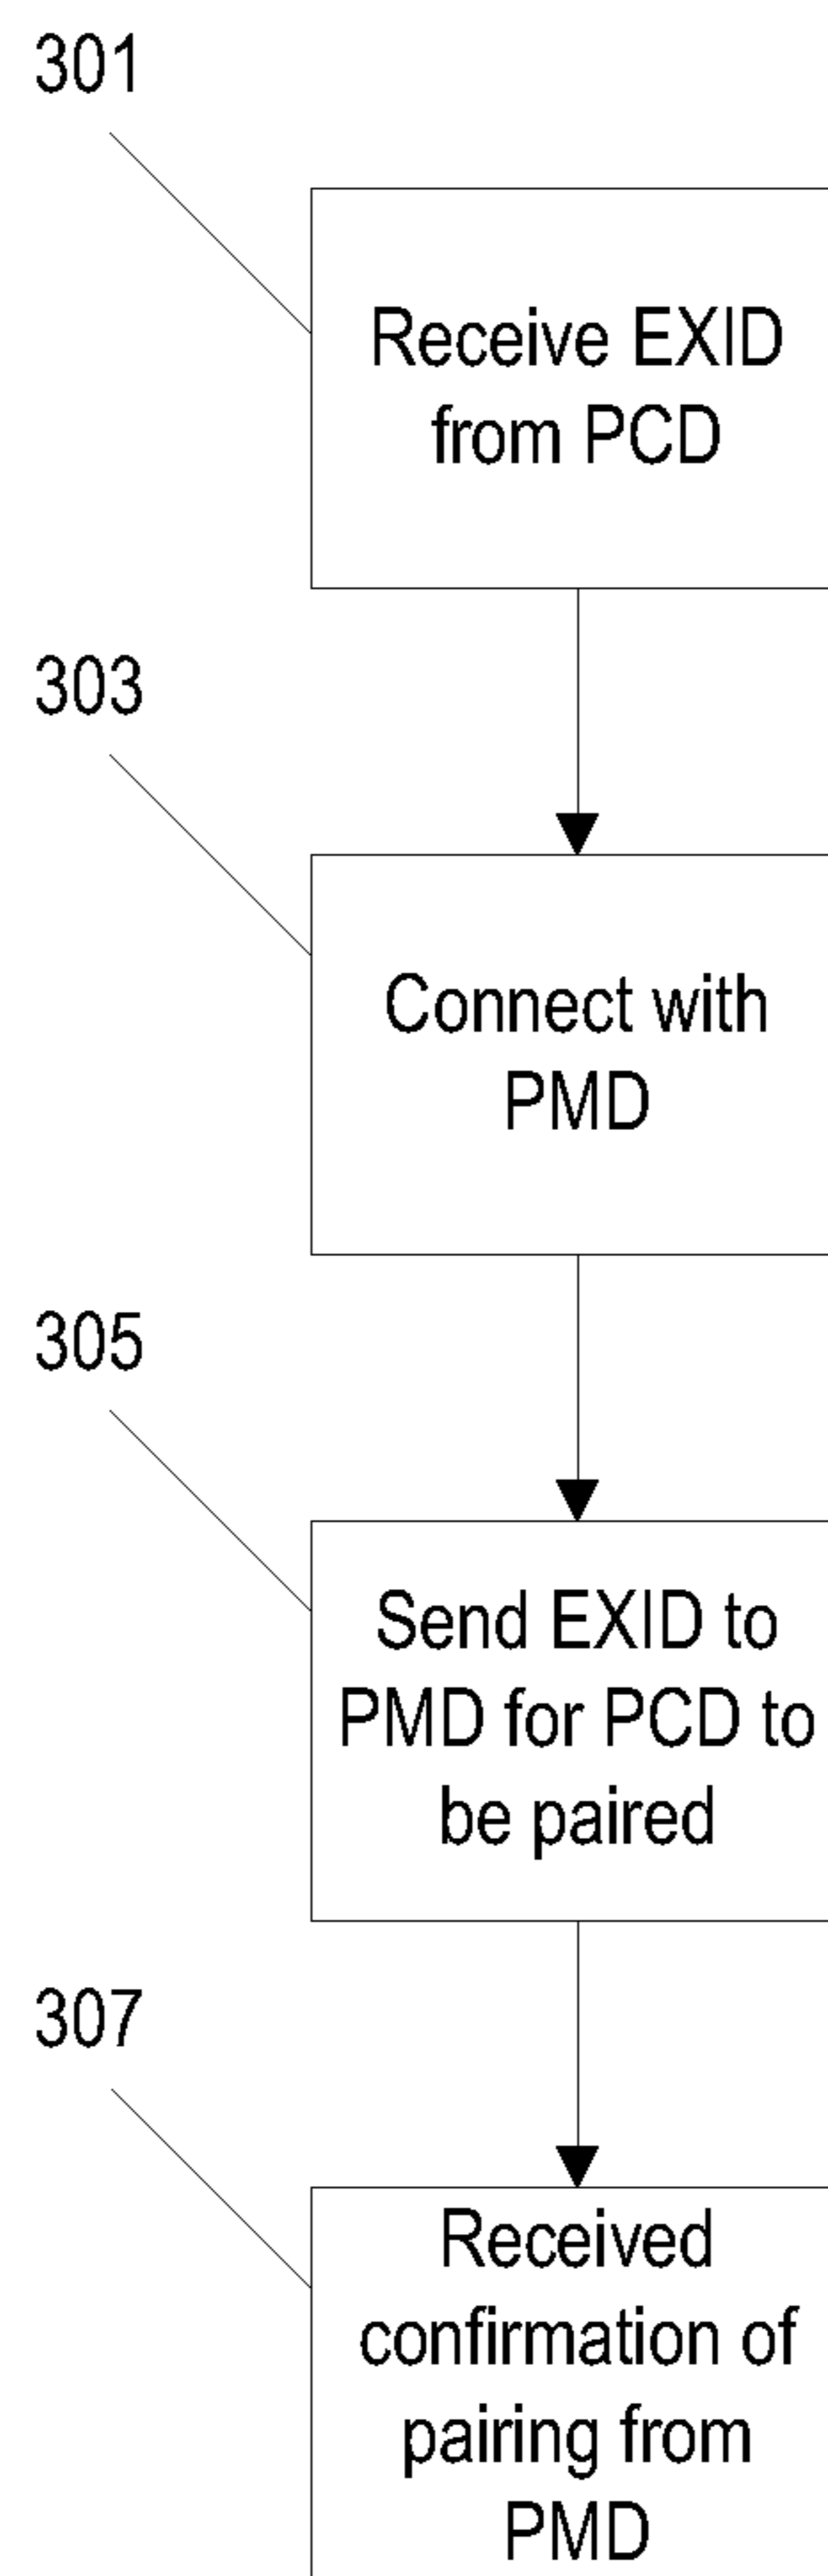 301
Receive EXID
from PCD
303
Connect with
PMD
305
Send EXID to
PMD for PCD to
be paired
307
Received
confirmation of
pairing from
PMD